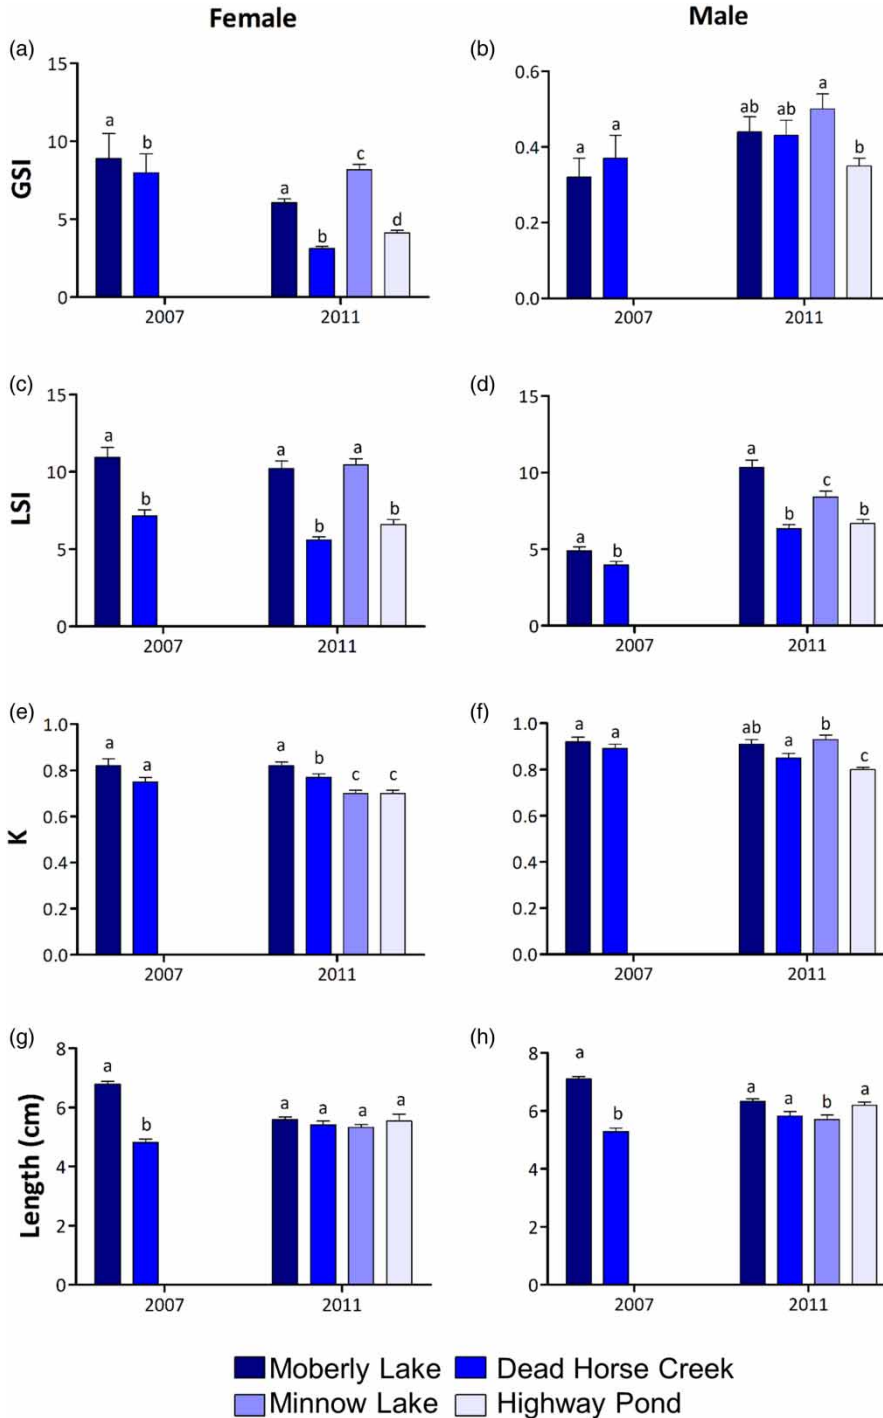 Female Male
(a) (b)
15 0.6
10 0.4
5 0.2
0 0.0
GSI
a b a b c d
a a ab ab a b
2007 2011 2007 2011
(c) (d)
15 15
10 10
5 5
0 0
LSI
a b a b a b
a b a b c b
2007 2011 2007 2011
(e) (f)
1.0 1.0
0.8 0.8
0.6 0.6
0.4 0.4
0.2 0.2
0.0 0.0
K
a a a b c c
a a ab a b c
2007 2011 2007 2011
(g) (h)
8 8
6 6
4 4
2 2
0 0
Length (cm)
a b a a a a
a b a a b a
2007 2011 2007 2011
Moberly Lake Dead Horse Creek
Minnow Lake Highway Pond